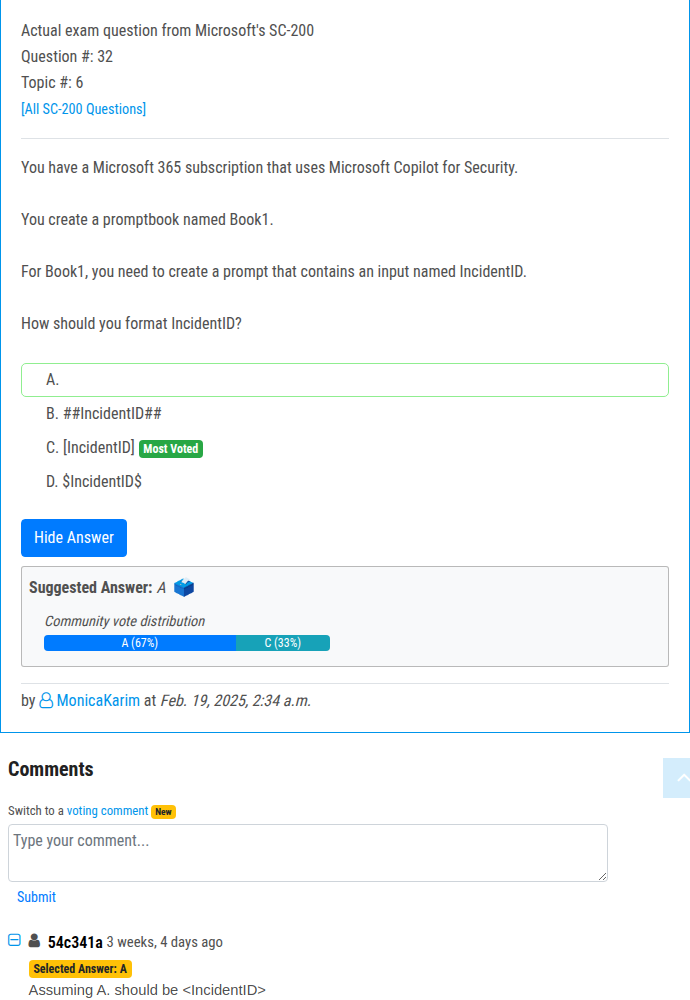 Actual exam question from Microsoft's SC-200
Question #: 32
Topic #: 6
[All SC-200 Questions]
You have a Microsoft 365 subscription that uses Microsoft Copilot for Security.
You create a promptbook named Book1.
For Book1, you need to create a prompt that contains an input named IncidentID.
How should you format IncidentID?
A.
B. ##IncidentID##
C. [IncidentID] Most Voted
D. $IncidentID$
Hide Answer
Suggested Answer: A
Community vote distribution
A (67%) C (33%)
by MonicaKarim at Feb. 19, 2025, 2:34 a.m.
Comments
Switch to a voting comment New
Type your comment...
Submit
54c341a 3 weeks, 4 days ago
Selected Answer: A
Assuming A. should be <IncidentID>